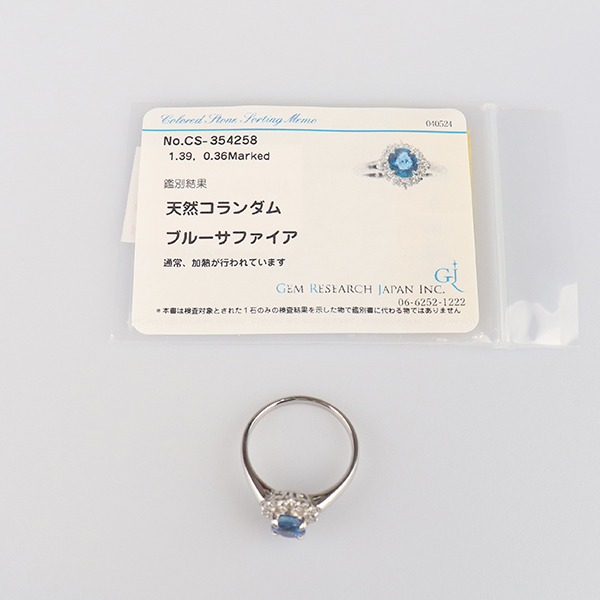 Colored Stone Sorting Memo
040524
No.CS-354258
1.39, 0.36Marked
鑑別結果
天然コランダム
ブルーサファイア
通常、加熱が行われています
GJ
GEM RESEARCH JAPAN INC.
06-6252-1222
*本書は検査対象とされた1石のみの検査結果を示した物で鑑別書に代わる物ではありません